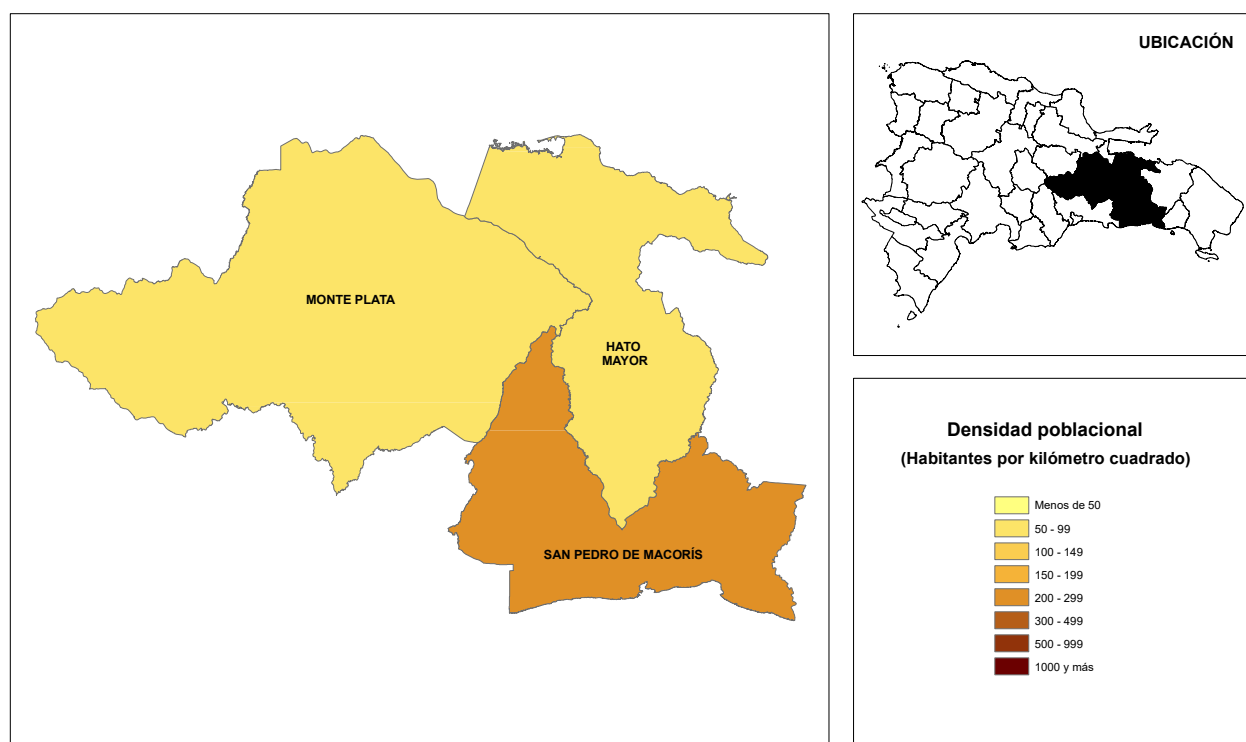 UBICACIÓN
MONTE PLATA
HATO
MAYOR
SAN PEDRO DE MACORÍS
Densidad poblacional
(Habitantes por kilómetro cuadrado)
Menos de 50
50 - 99
100 - 149
150 - 199
200 - 299
300 - 499
500 - 999
1000 y más